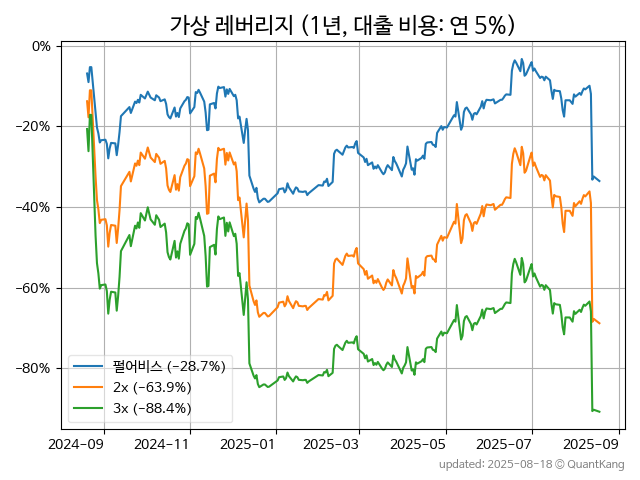 가상 레버리지 (1년, 대출 비용: 연 5%)
0%
−20%
−40%
−60%
−80%
펄어비스 (−28.7%)
2x (−63.9%)
3x (−88.4%)
2024-09 2024-11 2025-01 2025-03 2025-05 2025-07 2025-09
updated: 2025-08-18 © QuantKang